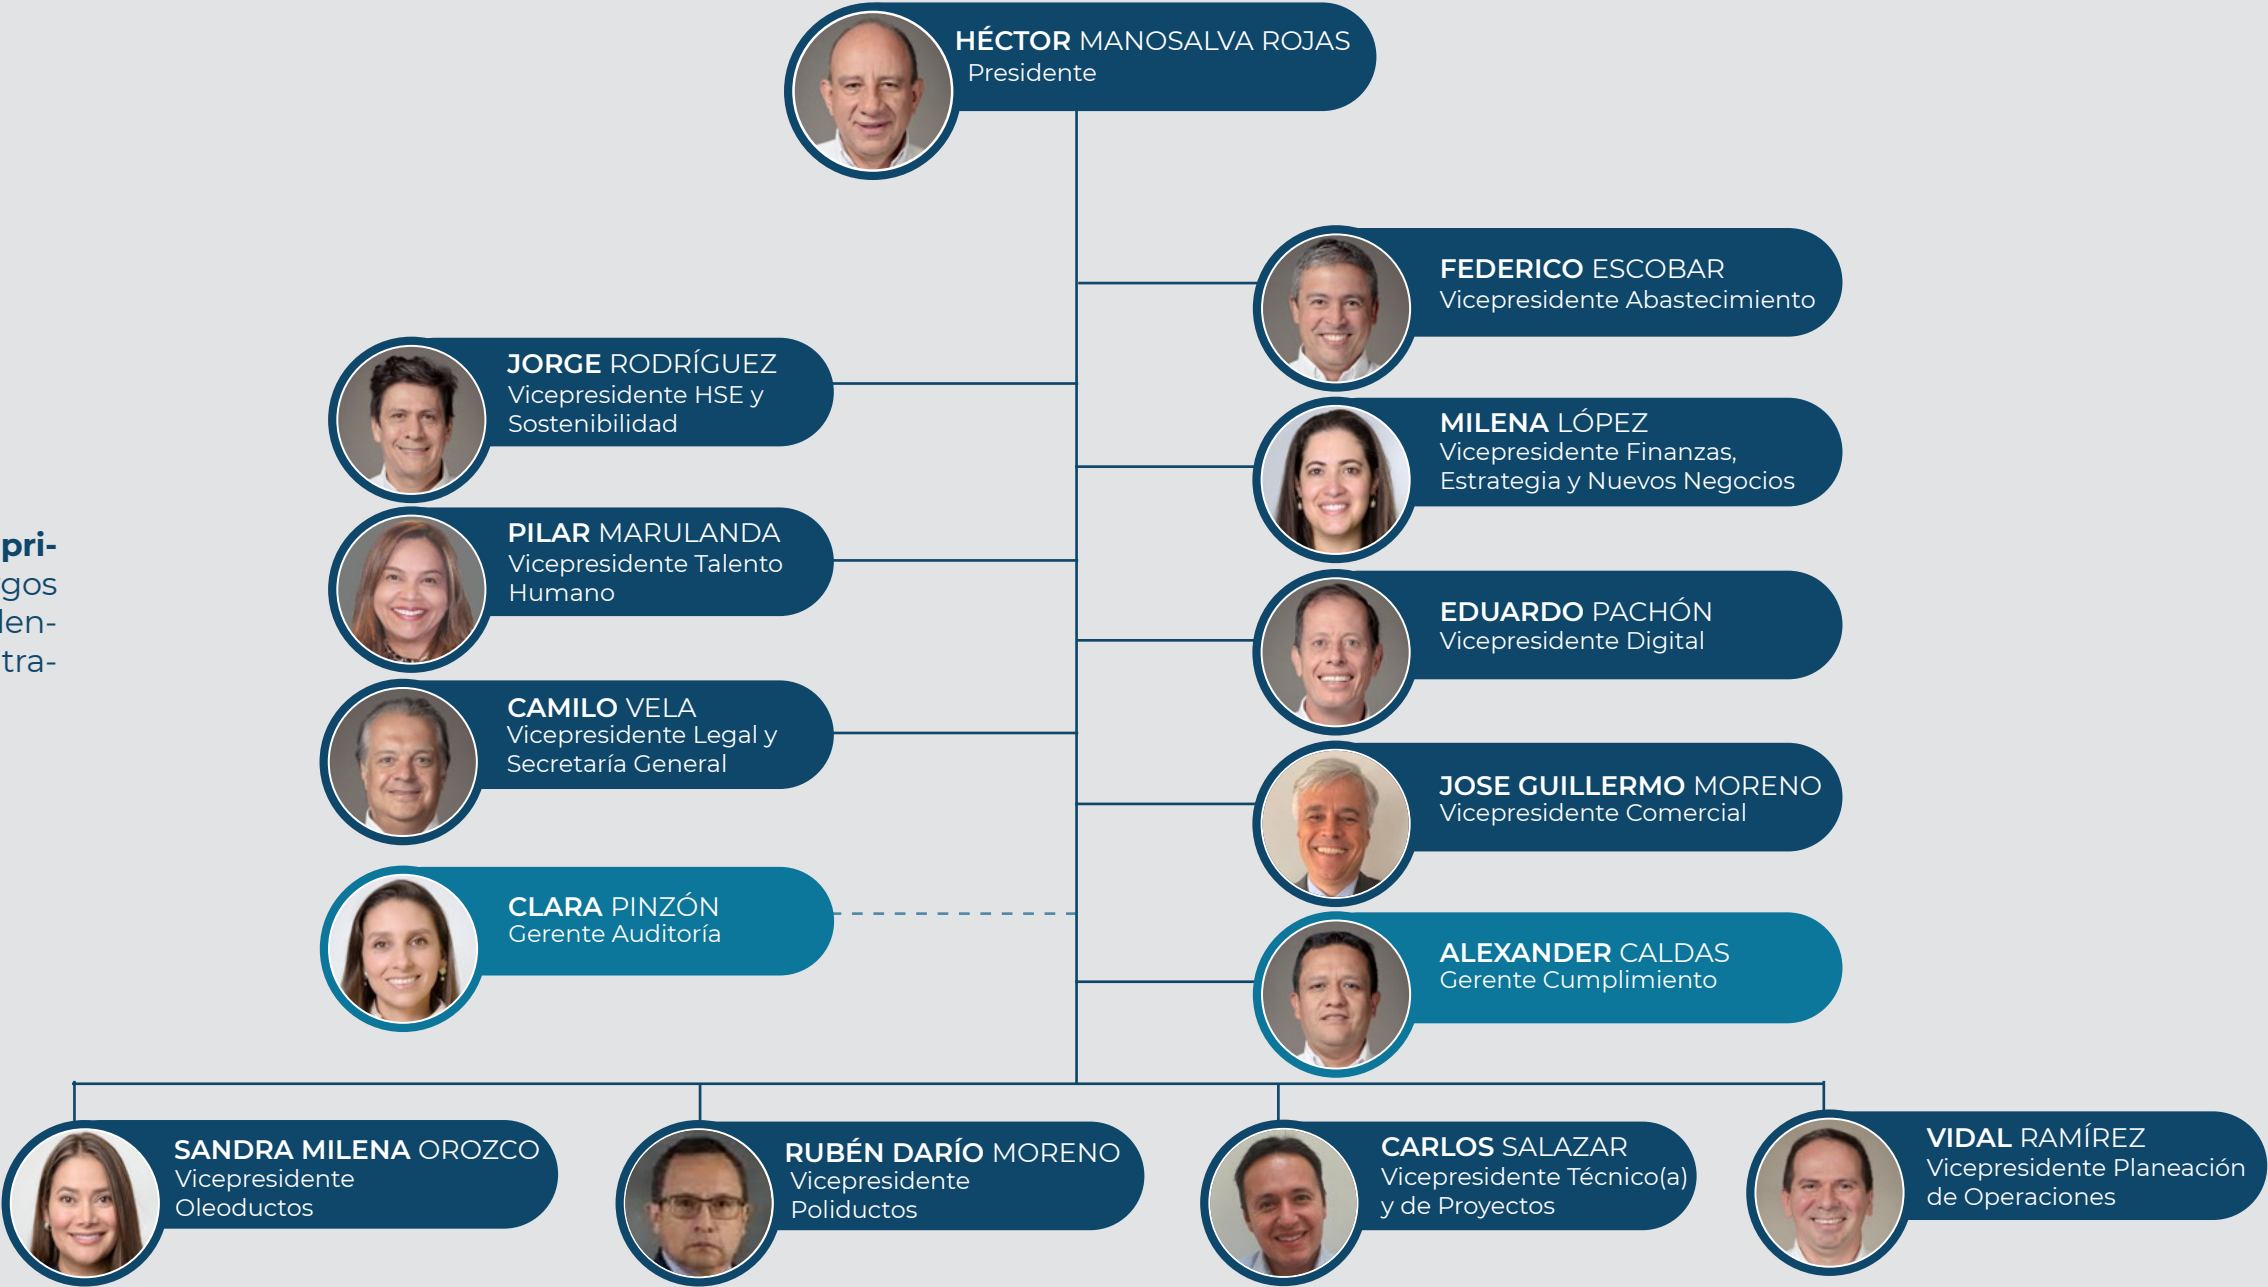 HÉCTOR MANOSALVA ROJAS
Presidente
FEDERICO ESCOBAR
Vicepresidente Abastecimiento
JORGE RODRÍGUEZ
Vicepresidente HSE y
Sostenibilidad
MILENA LÓPEZ
Vicepresidente Finanzas,
Estrategia y Nuevos Negocios
pri-
gos
den-
tra-
PILAR MARULANDA
Vicepresidente Talento
Humano
EDUARDO PACHÓN
Vicepresidente Digital
CAMILO VELA
Vicepresidente Legal y
Secretaría General
JOSE GUILLERMO MORENO
Vicepresidente Comercial
CLARA PINZÓN
Gerente Auditoría
ALEXANDER CALDAS
Gerente Cumplimiento
SANDRA MILENA OROZCO
Vicepresidente
Oleoductos
RUBÉN DARÍO MORENO
Vicepresidente
Poliductos
CARLOS SALAZAR
Vicepresidente Técnico(a)
y de Proyectos
VIDAL RAMÍREZ
Vicepresidente Planeación
de Operaciones